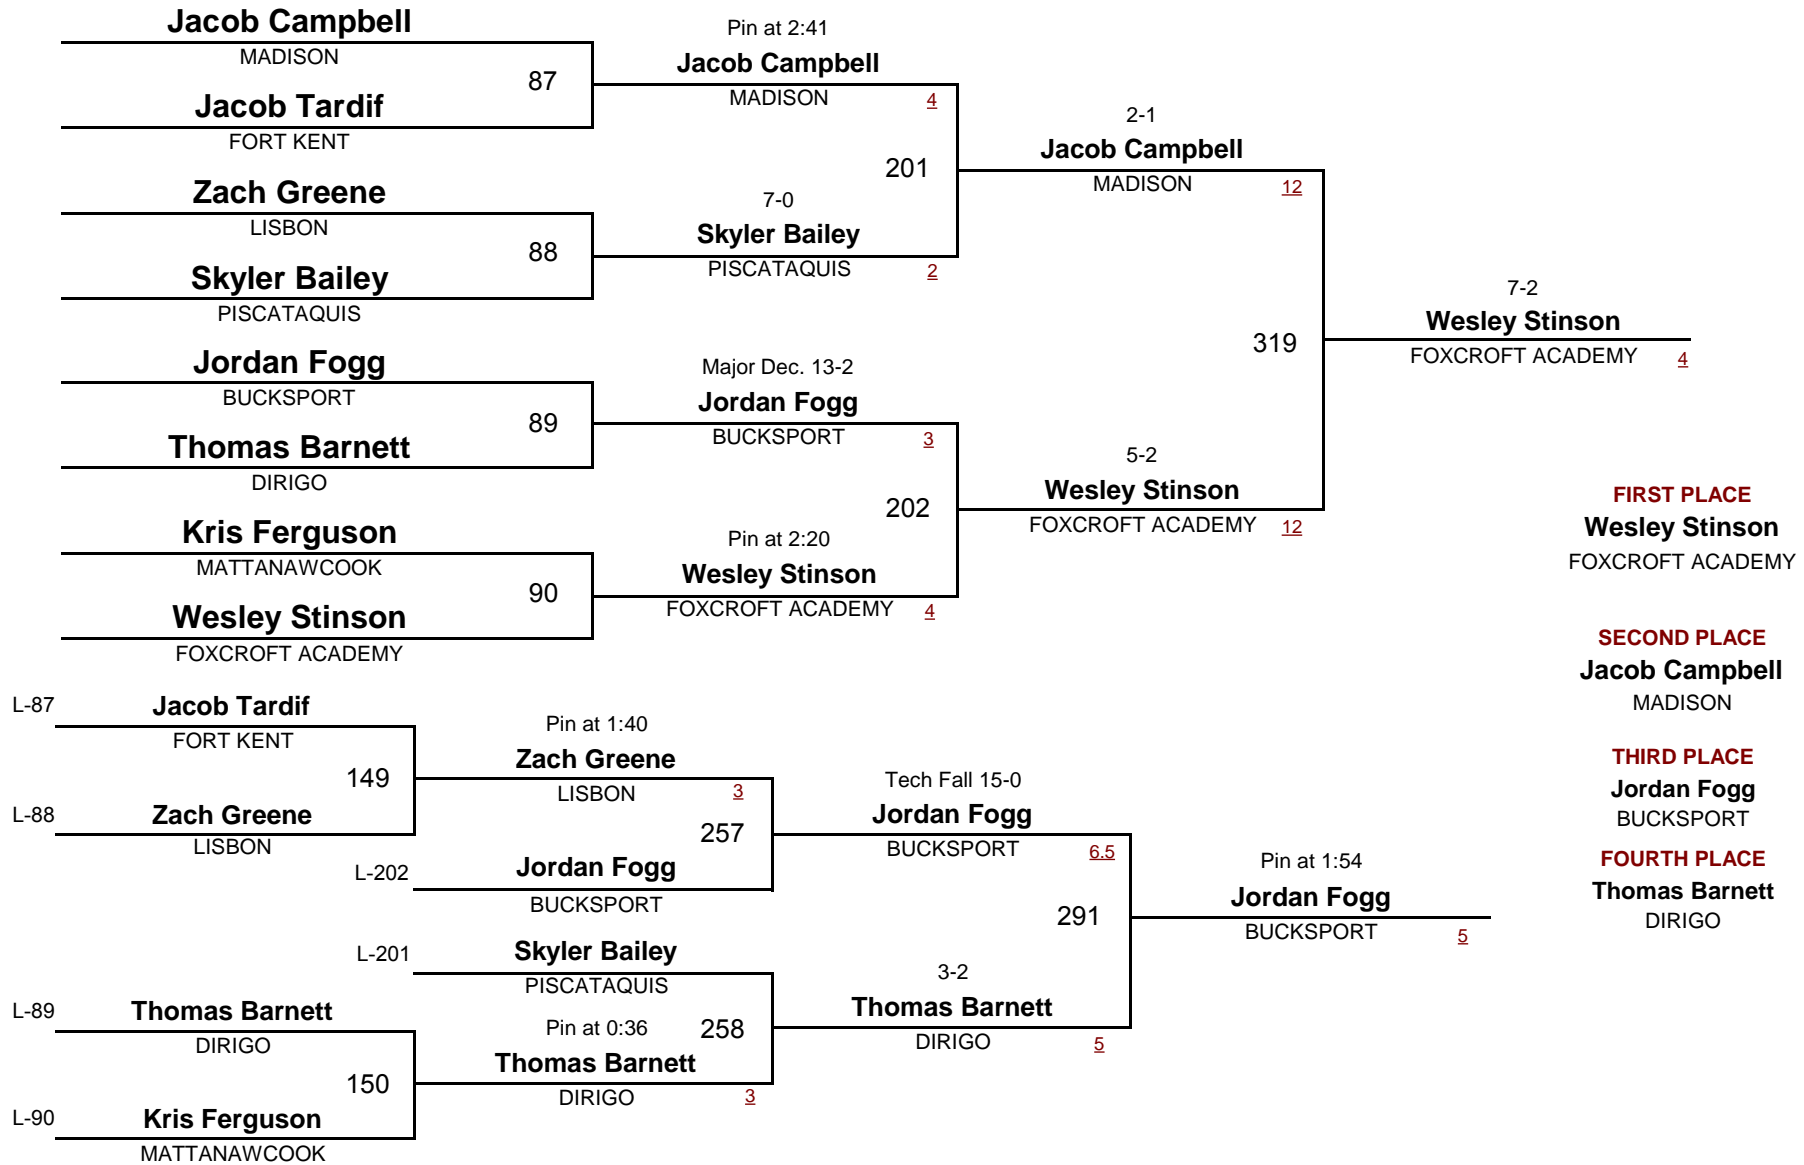 Jacob Campbell
MADISON
87
Jacob Tardif
FORT KENT
Zach Greene
LISBON
88
Skyler Bailey
PISCATAQUIS
Jordan Fogg
BUCKSPORT
89
Thomas Barnett
DIRIGO
Kris Ferguson
MATTANAWCOOK
90
Wesley Stinson
FOXCROFT ACADEMY
Pin at 2:41
Jacob Campbell
MADISON 4
201
7-0
Skyler Bailey
PISCATAQUIS 2
Major Dec. 13-2
Jordan Fogg
BUCKSPORT 3
202
Pin at 2:20
Wesley Stinson
FOXCROFT ACADEMY 4
2-1
Jacob Campbell
MADISON 12
319
5-2
Wesley Stinson
FOXCROFT ACADEMY 12
7-2
Wesley Stinson
FOXCROFT ACADEMY 4
L-87 Jacob Tardif
FORT KENT
149
L-88 Zach Greene
LISBON
L-89 Thomas Barnett
DIRIGO
150
L-90 Kris Ferguson
MATTANAWCOOK
Pin at 1:40
Zach Greene
LISBON 3
257
L-202 Jordan Fogg
BUCKSPORT
L-201 Skyler Bailey
PISCATAQUIS
258
Pin at 0:36
Thomas Barnett
DIRIGO 3
Tech Fall 15-0
Jordan Fogg
BUCKSPORT 6.5
291
3-2
Thomas Barnett
DIRIGO 5
Pin at 1:54
Jordan Fogg
BUCKSPORT 5
FIRST PLACE
Wesley Stinson
FOXCROFT ACADEMY
SECOND PLACE
Jacob Campbell
MADISON
THIRD PLACE
Jordan Fogg
BUCKSPORT
FOURTH PLACE
Thomas Barnett
DIRIGO